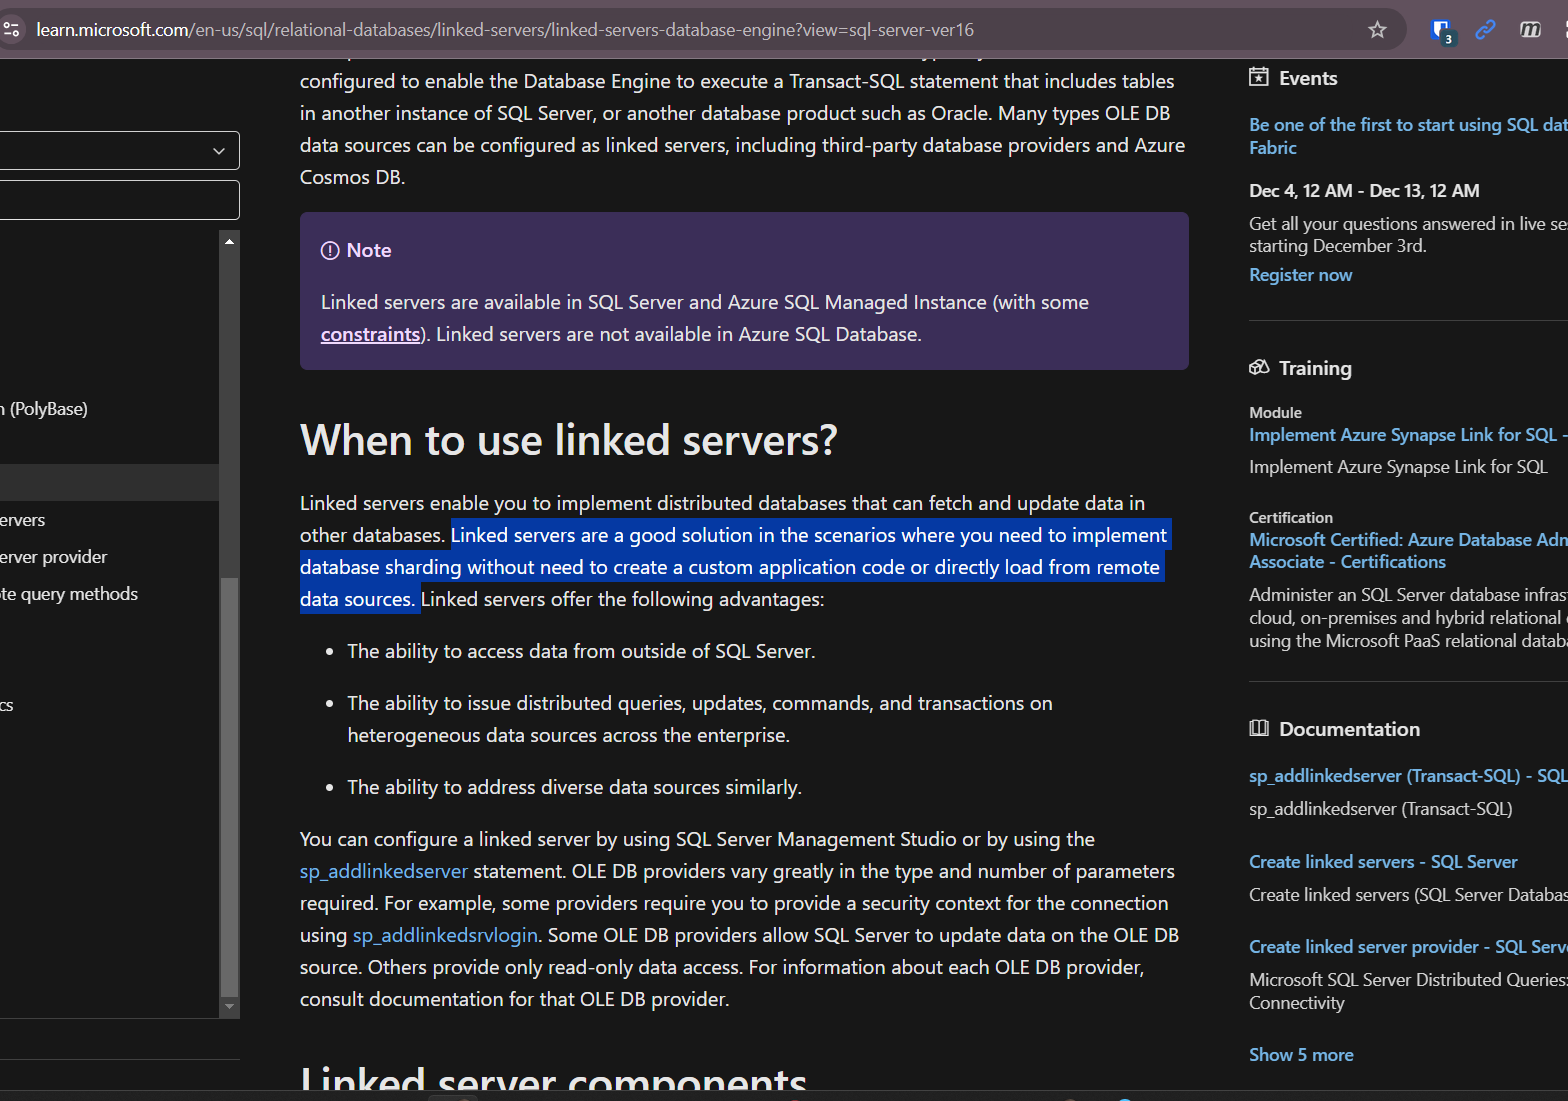 learn.microsoft.com/en-us/sql/relational-databases/linked-servers/linked-servers-database-engine?view=sql-server-ver16
3
m
configured to enable the Database Engine to execute a Transact-SQL statement that includes tables
in another instance of SQL Server, or another database product such as Oracle. Many types OLE DB
data sources can be configured as linked servers, including third-party database providers and Azure
Cosmos DB.
Note
Linked servers are available in SQL Server and Azure SQL Managed Instance (with some
constraints). Linked servers are not available in Azure SQL Database.
When to use linked servers?
Linked servers enable you to implement distributed databases that can fetch and update data in
other databases. Linked servers are a good solution in the scenarios where you need to implement
database sharding without need to create a custom application code or directly load from remote
data sources. Linked servers offer the following advantages:
• The ability to access data from outside of SQL Server.
• The ability to issue distributed queries, updates, commands, and transactions on
heterogeneous data sources across the enterprise.
• The ability to address diverse data sources similarly.
You can configure a linked server by using SQL Server Management Studio or by using the
sp_addlinkedserver statement. OLE DB providers vary greatly in the type and number of parameters
required. For example, some providers require you to provide a security context for the connection
using sp_addlinkedsrvlogin. Some OLE DB providers allow SQL Server to update data on the OLE DB
source. Others provide only read-only data access. For information about each OLE DB provider,
consult documentation for that OLE DB provider.
Linked server components
n (PolyBase)
ervers
erver provider
te query methods
cs
Events
Be one of the first to start using SQL dat
Fabric
Dec 4, 12 AM - Dec 13, 12 AM
Get all your questions answered in live se
starting December 3rd.
Register now
Training
Module
Implement Azure Synapse Link for SQL -
Implement Azure Synapse Link for SQL
Certification
Microsoft Certified: Azure Database Adm
Associate - Certifications
Administer an SQL Server database infras
cloud, on-premises and hybrid relational
using the Microsoft PaaS relational databa
Documentation
sp_addlinkedserver (Transact-SQL) - SQL
sp_addlinkedserver (Transact-SQL)
Create linked servers - SQL Server
Create linked servers (SQL Server Databas
Create linked server provider - SQL Serve
Microsoft SQL Server Distributed Queries:
Connectivity
Show 5 more